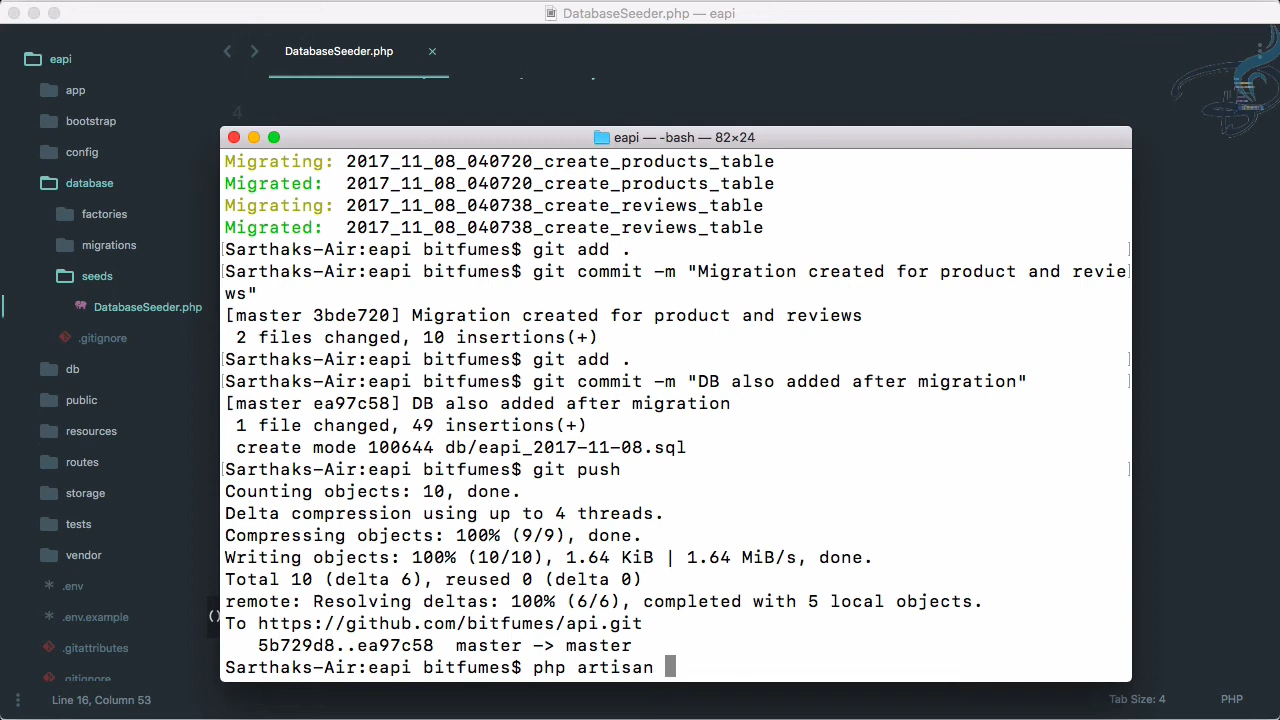 DatabaseSeeder.php — eapi
eapi
app
bootstrap
config
database
factories
migrations
seeds
DatabaseSeeder.php
.gitignore
db
public
resources
routes
storage
tests
vendor
.env
.env.example
.gitattributes
.gitignore
DatabaseSeeder.php ×
4
eapi — -bash — 82×24
Migrating: 2017_11_08_040720_create_products_table
Migrated:  2017_11_08_040720_create_products_table
Migrating: 2017_11_08_040738_create_reviews_table
Migrated:  2017_11_08_040738_create_reviews_table
[Sarthaks-Air:eapi bitfumes$ git add . ]
[Sarthaks-Air:eapi bitfumes$ git commit -m "Migration created for product and revie]
ws"
[master 3bde720] Migration created for product and reviews
 2 files changed, 10 insertions(+)
[Sarthaks-Air:eapi bitfumes$ git add . ]
[Sarthaks-Air:eapi bitfumes$ git commit -m "DB also added after migration" ]
[master ea97c58] DB also added after migration
 1 file changed, 49 insertions(+)
 create mode 100644 db/eapi_2017-11-08.sql
[Sarthaks-Air:eapi bitfumes$ git push ]
Counting objects: 10, done.
Delta compression using up to 4 threads.
Compressing objects: 100% (9/9), done.
Writing objects: 100% (10/10), 1.64 KiB | 1.64 MiB/s, done.
Total 10 (delta 6), reused 0 (delta 0)
remote: Resolving deltas: 100% (6/6), completed with 5 local objects.
To https://github.com/bitfumes/api.git
   5b729d8..ea97c58  master -> master
Sarthaks-Air:eapi bitfumes$ php artisan
()
Line 16, Column 53
Tab Size: 4
PHP